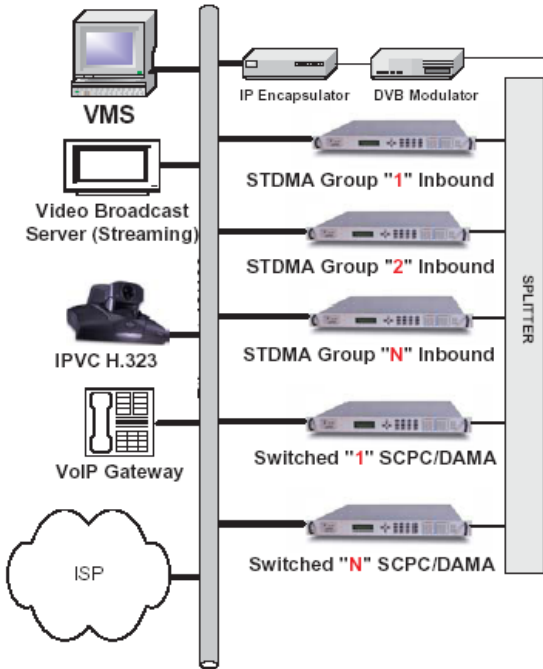 VMS
IP Encapsulator
DVB Modulator
STDMA Group "1" Inbound
Video Broadcast
Server (Streaming)
STDMA Group "2" Inbound
SPLITTER
IPVC H.323
STDMA Group "N" Inbound
VoIP Gateway
Switched "1" SCPC/DAMA
ISP
Switched "N" SCPC/DAMA